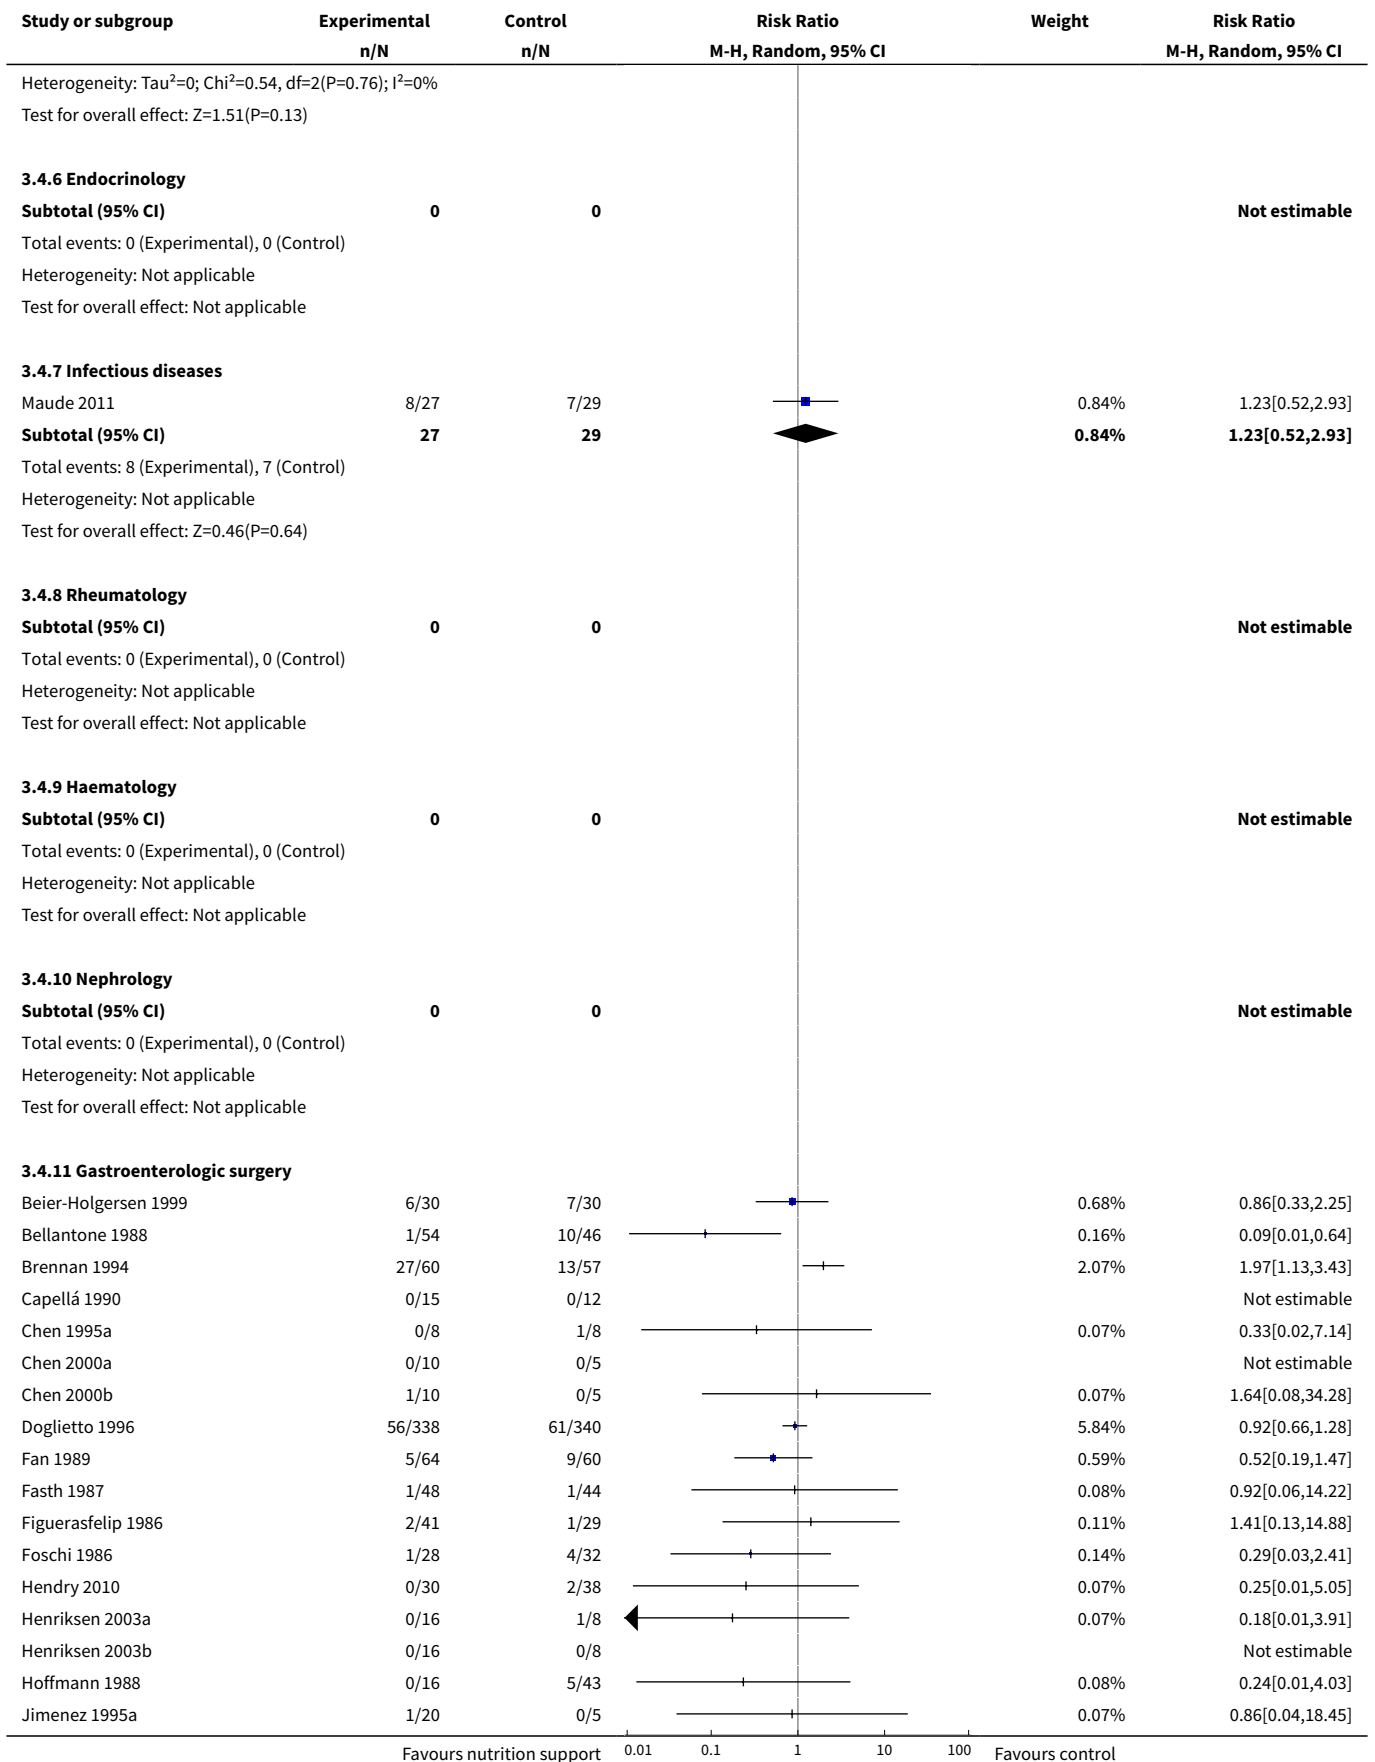 Study or subgroup Experimental Control Risk Ratio Weight Risk Ratio
n/N n/N M-H, Random, 95% CI M-H, Random, 95% CI
Heterogeneity: Tau²=0; Chi²=0.54, df=2(P=0.76); I²=0%
Test for overall effect: Z=1.51(P=0.13)
3.4.6 Endocrinology
Subtotal (95% CI) 0 0 Not estimable
Total events: 0 (Experimental), 0 (Control)
Heterogeneity: Not applicable
Test for overall effect: Not applicable
3.4.7 Infectious diseases
Maude 2011 8/27 7/29 0.84% 1.23[0.52,2.93]
Subtotal (95% CI) 27 29 0.84% 1.23[0.52,2.93]
Total events: 8 (Experimental), 7 (Control)
Heterogeneity: Not applicable
Test for overall effect: Z=0.46(P=0.64)
3.4.8 Rheumatology
Subtotal (95% CI) 0 0 Not estimable
Total events: 0 (Experimental), 0 (Control)
Heterogeneity: Not applicable
Test for overall effect: Not applicable
3.4.9 Haematology
Subtotal (95% CI) 0 0 Not estimable
Total events: 0 (Experimental), 0 (Control)
Heterogeneity: Not applicable
Test for overall effect: Not applicable
3.4.10 Nephrology
Subtotal (95% CI) 0 0 Not estimable
Total events: 0 (Experimental), 0 (Control)
Heterogeneity: Not applicable
Test for overall effect: Not applicable
3.4.11 Gastroenterologic surgery
Beier-Holgersen 1999 6/30 7/30 0.68% 0.86[0.33,2.25]
Bellantone 1988 1/54 10/46 0.16% 0.09[0.01,0.64]
Brennan 1994 27/60 13/57 2.07% 1.97[1.13,3.43]
Capellá 1990 0/15 0/12 Not estimable
Chen 1995a 0/8 1/8 0.07% 0.33[0.02,7.14]
Chen 2000a 0/10 0/5 Not estimable
Chen 2000b 1/10 0/5 0.07% 1.64[0.08,34.28]
Doglietto 1996 56/338 61/340 5.84% 0.92[0.66,1.28]
Fan 1989 5/64 9/60 0.59% 0.52[0.19,1.47]
Fasth 1987 1/48 1/44 0.08% 0.92[0.06,14.22]
Figuerasfelip 1986 2/41 1/29 0.11% 1.41[0.13,14.88]
Foschi 1986 1/28 4/32 0.14% 0.29[0.03,2.41]
Hendry 2010 0/30 2/38 0.07% 0.25[0.01,5.05]
Henriksen 2003a 0/16 1/8 0.07% 0.18[0.01,3.91]
Henriksen 2003b 0/16 0/8 Not estimable
Hoffmann 1988 0/16 5/43 0.08% 0.24[0.01,4.03]
Jimenez 1995a 1/20 0/5 0.07% 0.86[0.04,18.45]
Favours nutrition support 0.01 0.1 1 10 100 Favours control